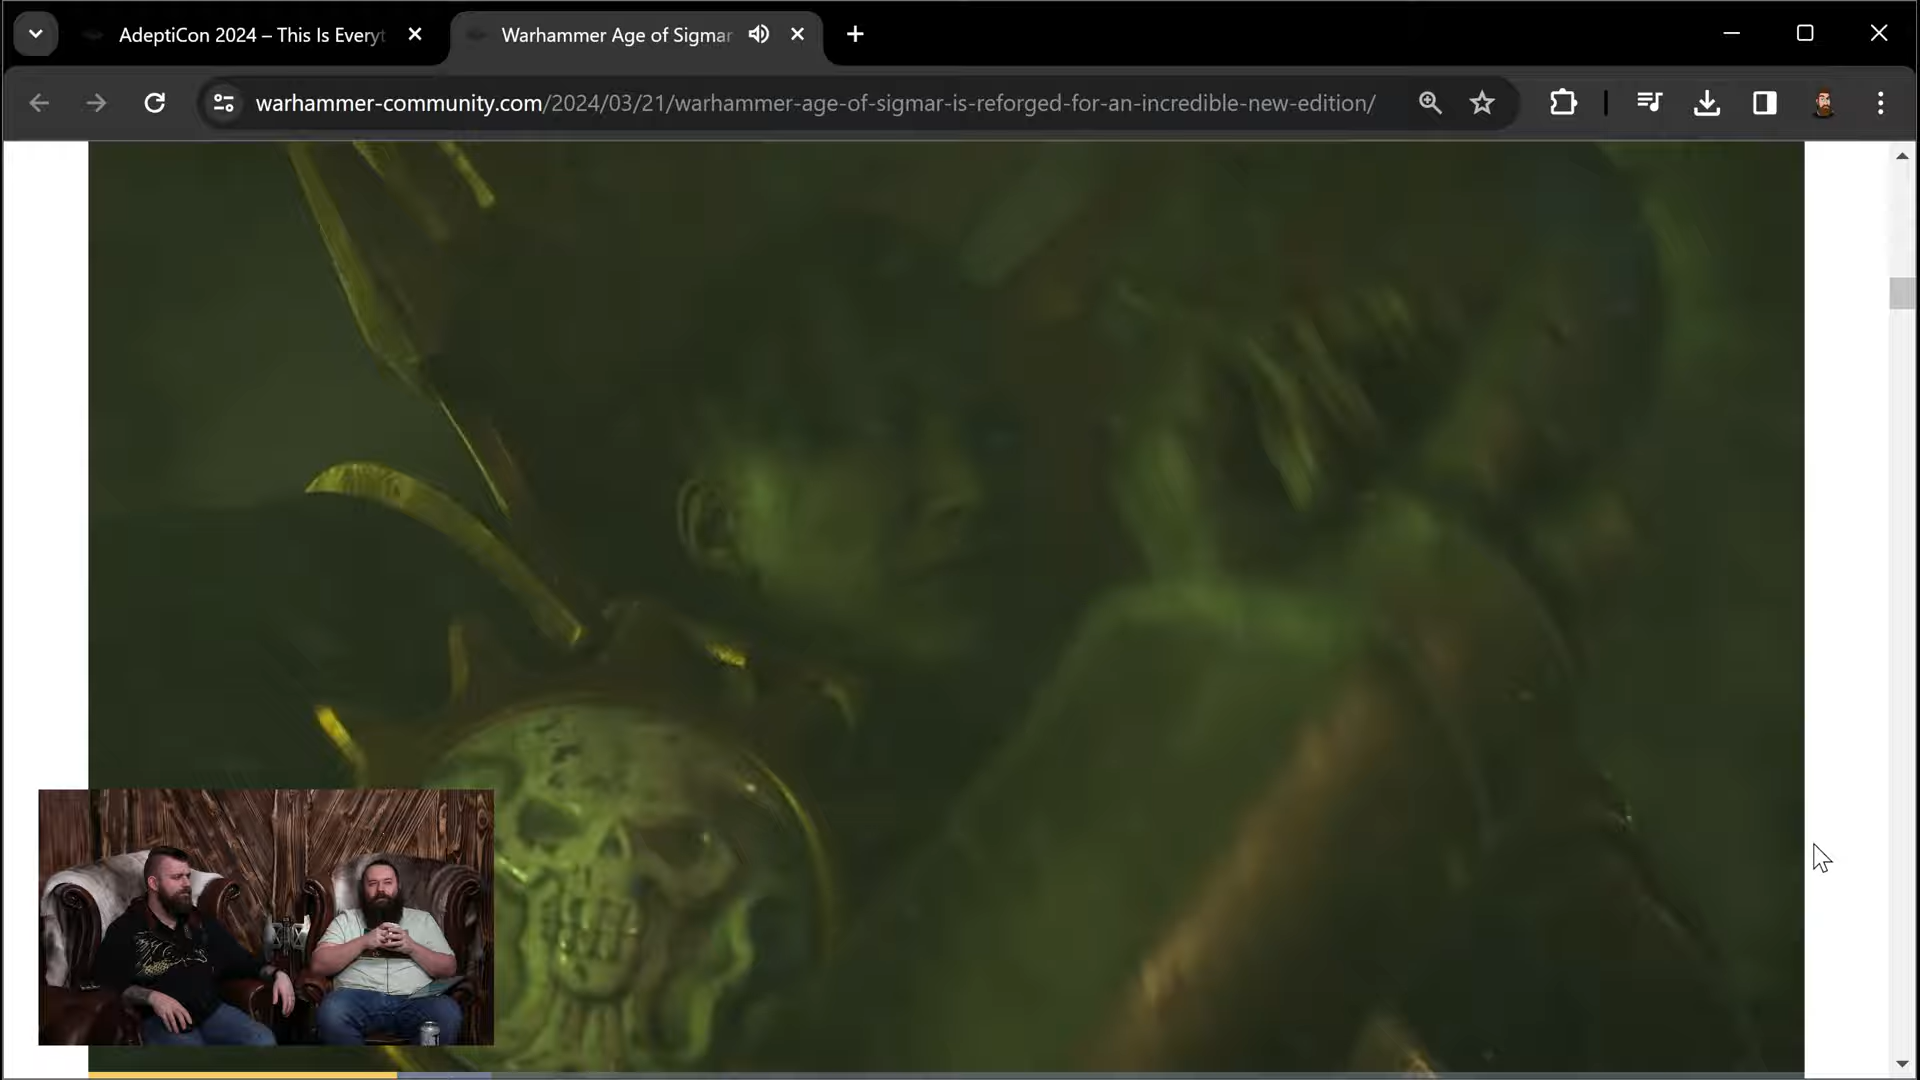 AdeptiCon 2024 – This Is Everyt
Warhammer Age of Sigmar
warhammer-community.com/2024/03/21/warhammer-age-of-sigmar-is-reforged-for-an-incredible-new-edition/